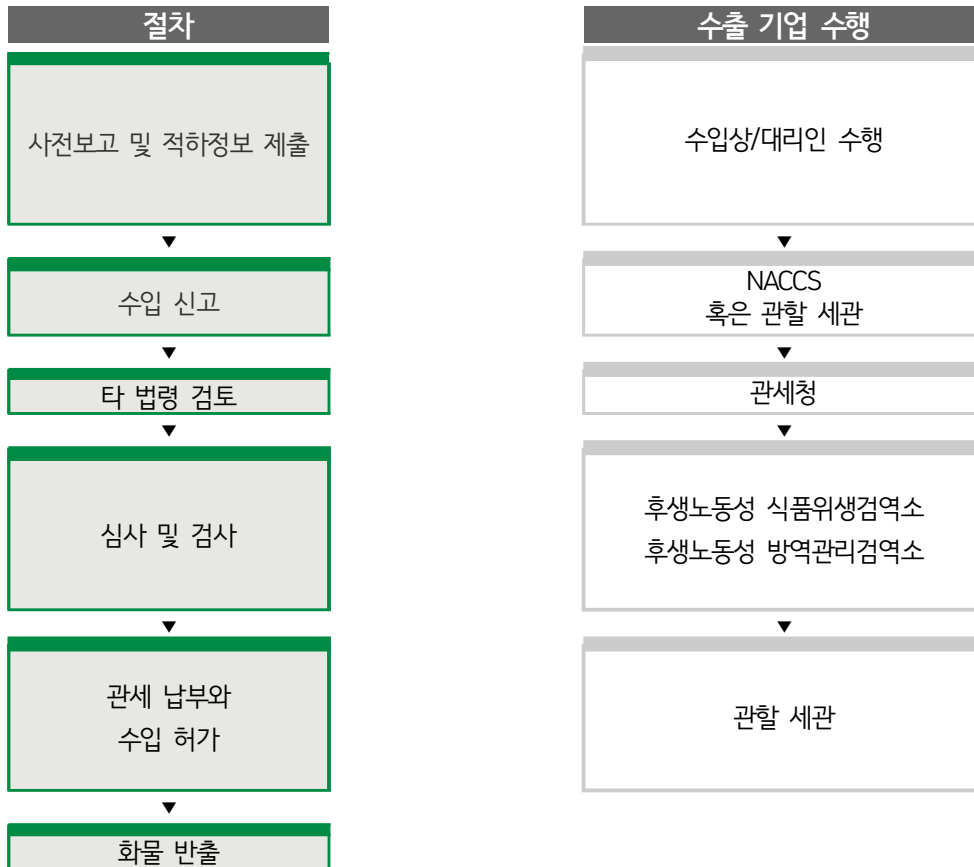 절차
수출 기업 수행
사전보고 및 적하정보 제출
수입상/대리인 수행
▼
▼
수입 신고
NACCS
혹은 관할 세관
▼
▼
타 법령 검토
관세청
▼
▼
심사 및 검사
후생노동성 식품위생검역소
후생노동성 방역관리검역소
▼
▼
관세 납부와
수입 허가
관할 세관
▼
화물 반출